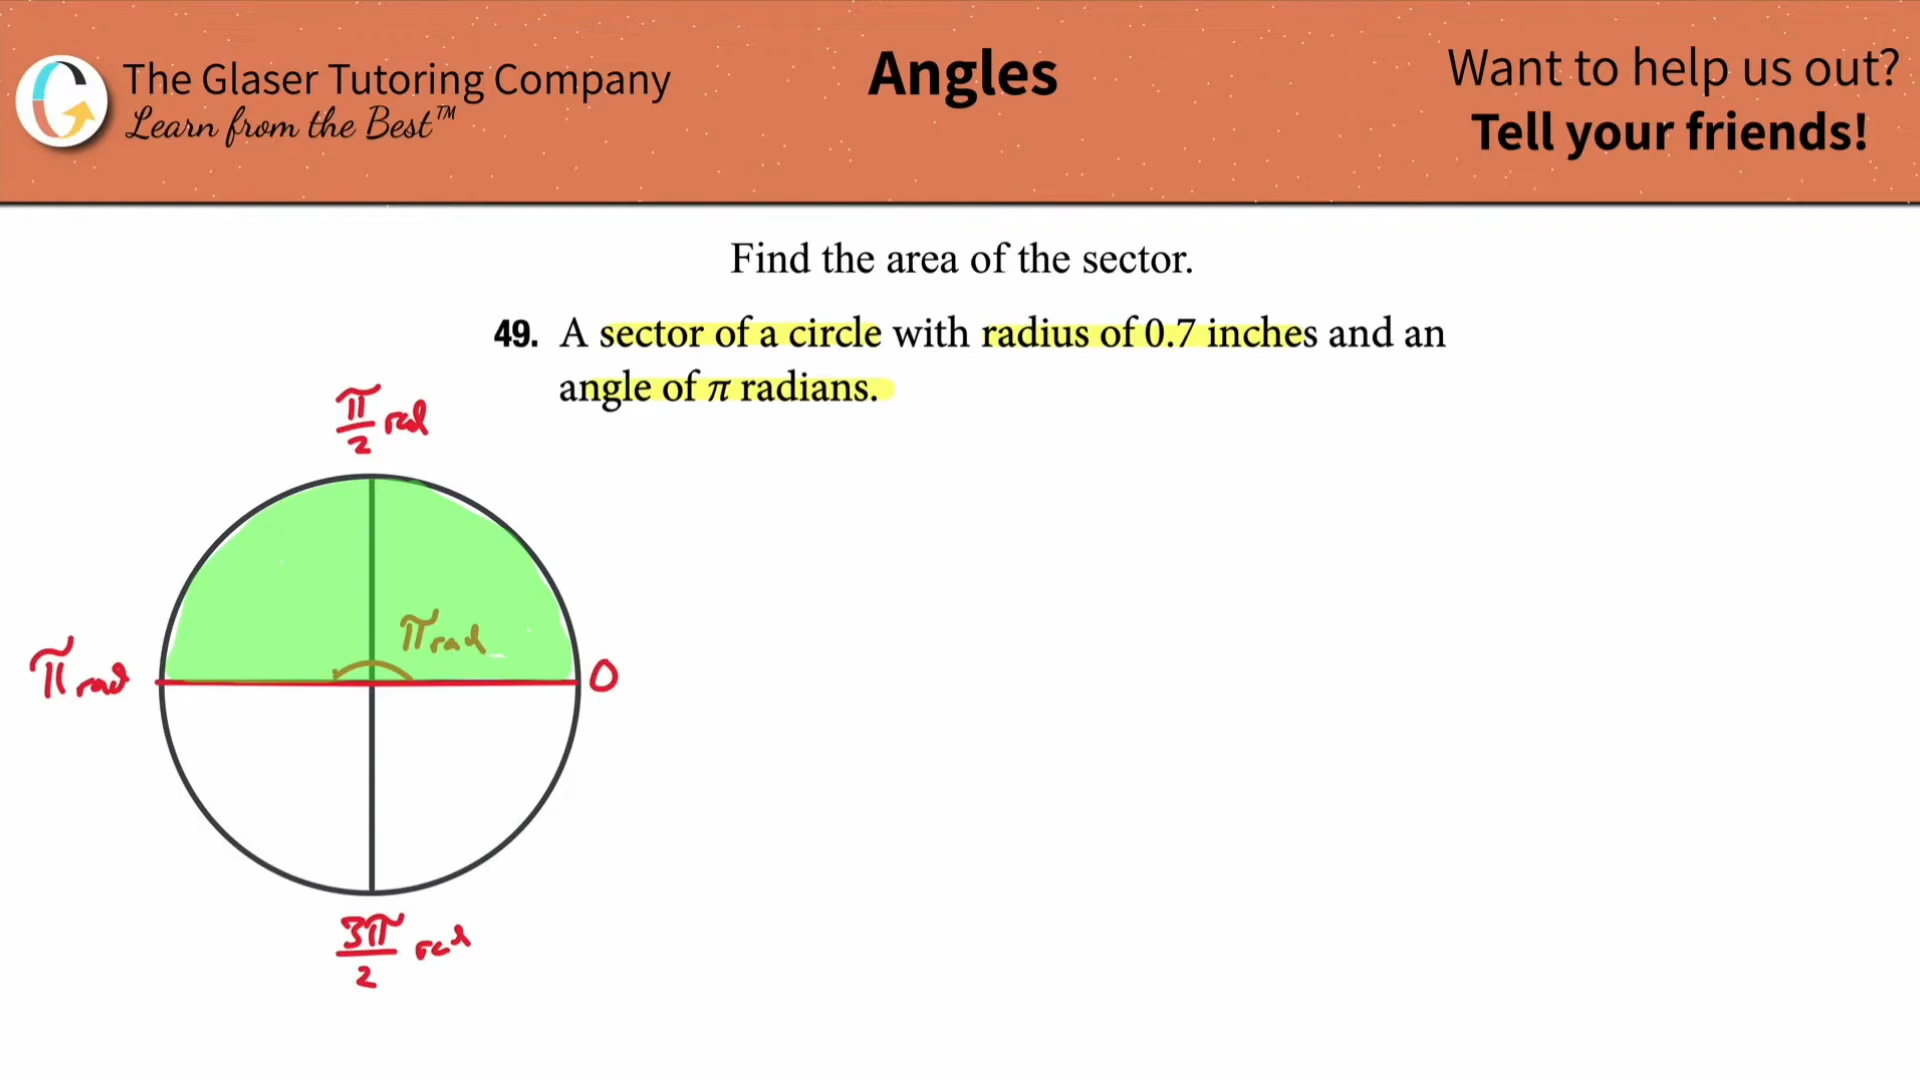 The Glaser Tutoring Company
Learn from the Best™
Angles
Want to help us out?
Tell your friends!
Find the area of the sector.
49. A sector of a circle with radius of 0.7 inches and an
angle of π radians.
π/2 rad
π rad
π rad
0
3π/2 rad